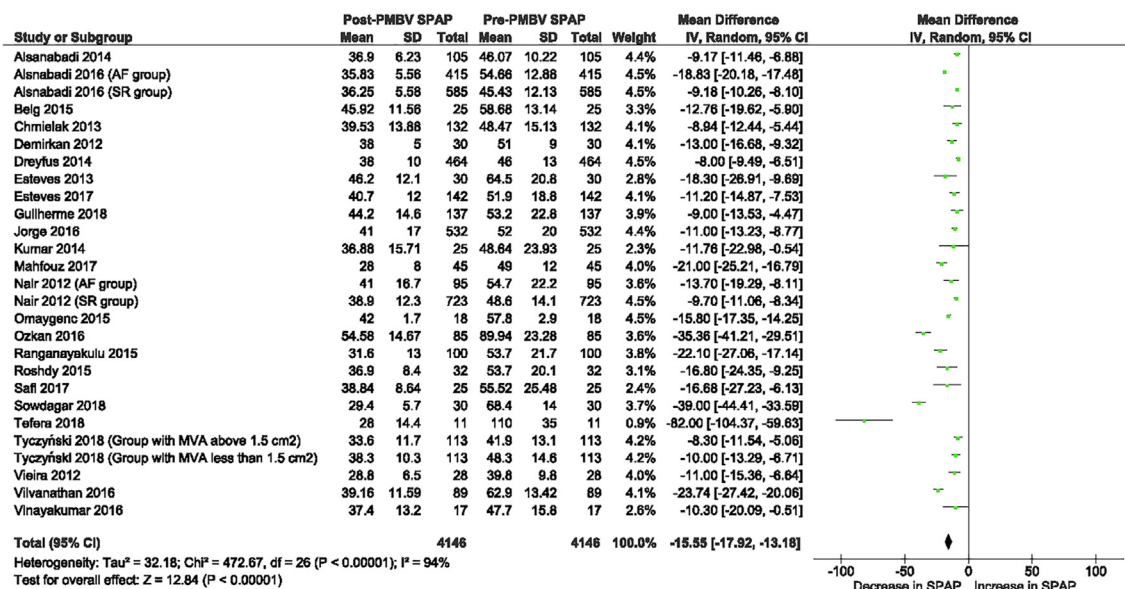 Post-PMBV SPAP Pre-PMBV SPAP Mean Difference Mean Difference
Study or Subgroup Mean SD Total Mean SD Total Weight IV, Random, 95% CI IV, Random, 95% CI
Alsanabadi 2014 36.9 6.23 105 46.07 10.22 105 4.4% -9.17 [-11.46, -6.88]
Alsnabadi 2016 (AF group) 35.83 5.56 415 54.66 12.88 415 4.5% -18.83 [-20.18, -17.48]
Alsnabadi 2016 (SR group) 36.25 5.58 585 45.43 12.13 585 4.5% -9.18 [-10.26, -8.10]
Belg 2015 45.92 11.56 25 58.68 13.14 25 3.3% -12.76 [-19.62, -5.90]
Chmielak 2013 39.53 13.88 132 48.47 15.13 132 4.1% -8.94 [-12.44, -5.44]
Demirkan 2012 38 5 30 51 9 30 4.1% -13.00 [-16.68, -9.32]
Dreyfus 2014 38 10 464 46 13 464 4.5% -8.00 [-9.49, -6.51]
Esteves 2013 46.2 12.1 30 64.5 20.8 30 2.8% -18.30 [-26.91, -9.69]
Esteves 2017 40.7 12 142 51.9 18.8 142 4.1% -11.20 [-14.87, -7.53]
Guilherme 2018 44.2 14.6 137 53.2 22.8 137 3.9% -9.00 [-13.53, -4.47]
Jorge 2016 41 17 532 52 20 532 4.4% -11.00 [-13.23, -8.77]
Kumar 2014 36.88 15.71 25 48.64 23.93 25 2.3% -11.76 [-22.98, -0.54]
Mahfouz 2017 28 8 45 49 12 45 4.0% -21.00 [-25.21, -16.79]
Nair 2012 (AF group) 41 16.7 95 54.7 22.2 95 3.6% -13.70 [-19.29, -8.11]
Nair 2012 (SR group) 38.9 12.3 723 48.6 14.1 723 4.5% -9.70 [-11.06, -8.34]
Omaygenc 2015 42 1.7 18 57.8 2.9 18 4.5% -15.80 [-17.35, -14.25]
Ozkan 2016 54.58 14.67 85 89.94 23.28 85 3.6% -35.36 [-41.21, -29.51]
Ranganayakulu 2015 31.6 13 100 53.7 21.7 100 3.8% -22.10 [-27.06, -17.14]
Roshdy 2015 36.9 8.4 32 53.7 20.1 32 3.1% -16.80 [-24.35, -9.25]
Safi 2017 38.84 8.64 25 55.52 25.48 25 2.4% -16.68 [-27.23, -6.13]
Sowdagar 2018 29.4 5.7 30 68.4 14 30 3.7% -39.00 [-44.41, -33.59]
Tefera 2018 28 14.4 11 110 35 11 0.9% -82.00 [-104.37, -59.63]
Tyczyński 2018 (Group with MVA above 1.5 cm2) 33.6 11.7 113 41.9 13.1 113 4.2% -8.30 [-11.54, -5.06]
Tyczyński 2018 (Group with MVA less than 1.5 cm2) 38.3 10.3 113 48.3 14.6 113 4.2% -10.00 [-13.29, -6.71]
Vieira 2012 28.8 6.5 28 39.8 9.8 28 4.0% -11.00 [-15.36, -6.64]
Vilvanathan 2016 39.16 11.59 89 62.9 13.42 89 4.1% -23.74 [-27.42, -20.06]
Vinayakumar 2016 37.4 13.2 17 47.7 15.8 17 2.6% -10.30 [-20.09, -0.51]
Total (95% CI) 4146 4146 100.0% -15.55 [-17.92, -13.18]
Heterogeneity: Tau² = 32.18; Chi² = 472.67, df = 26 (P < 0.00001); I² = 94%
Test for overall effect: Z = 12.84 (P < 0.00001)
-100 -50 0 50 100
Decrease in SPAP Increase in SPAP